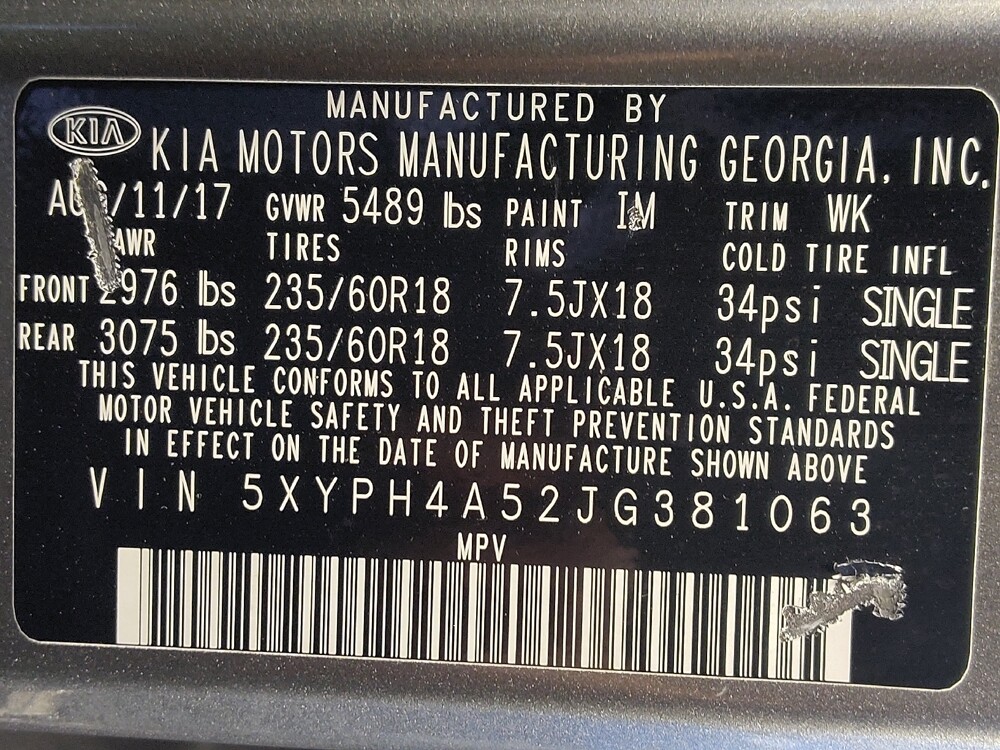 MANUFACTURED BY
KIA KIA MOTORS MANUFACTURING GEORGIA, INC.
/11/17 GVWR 5489 lbs PAINT IM TRIM WK
TIRES RIMS COLD TIRE INFL
FRONT 2976 lbs 235/60R18 7.5JX18 34psi SINGLE
REAR 3075 lbs 235/60R18 7.5JX18 34psi SINGLE
THIS VEHICLE CONFORMS TO ALL APPLICABLE U.S.A. FEDERAL
MOTOR VEHICLE SAFETY AND THEFT PREVENTION STANDARDS
IN EFFECT ON THE DATE OF MANUFACTURE SHOWN ABOVE
VIN 5XYPH4A52JG381063
MPV